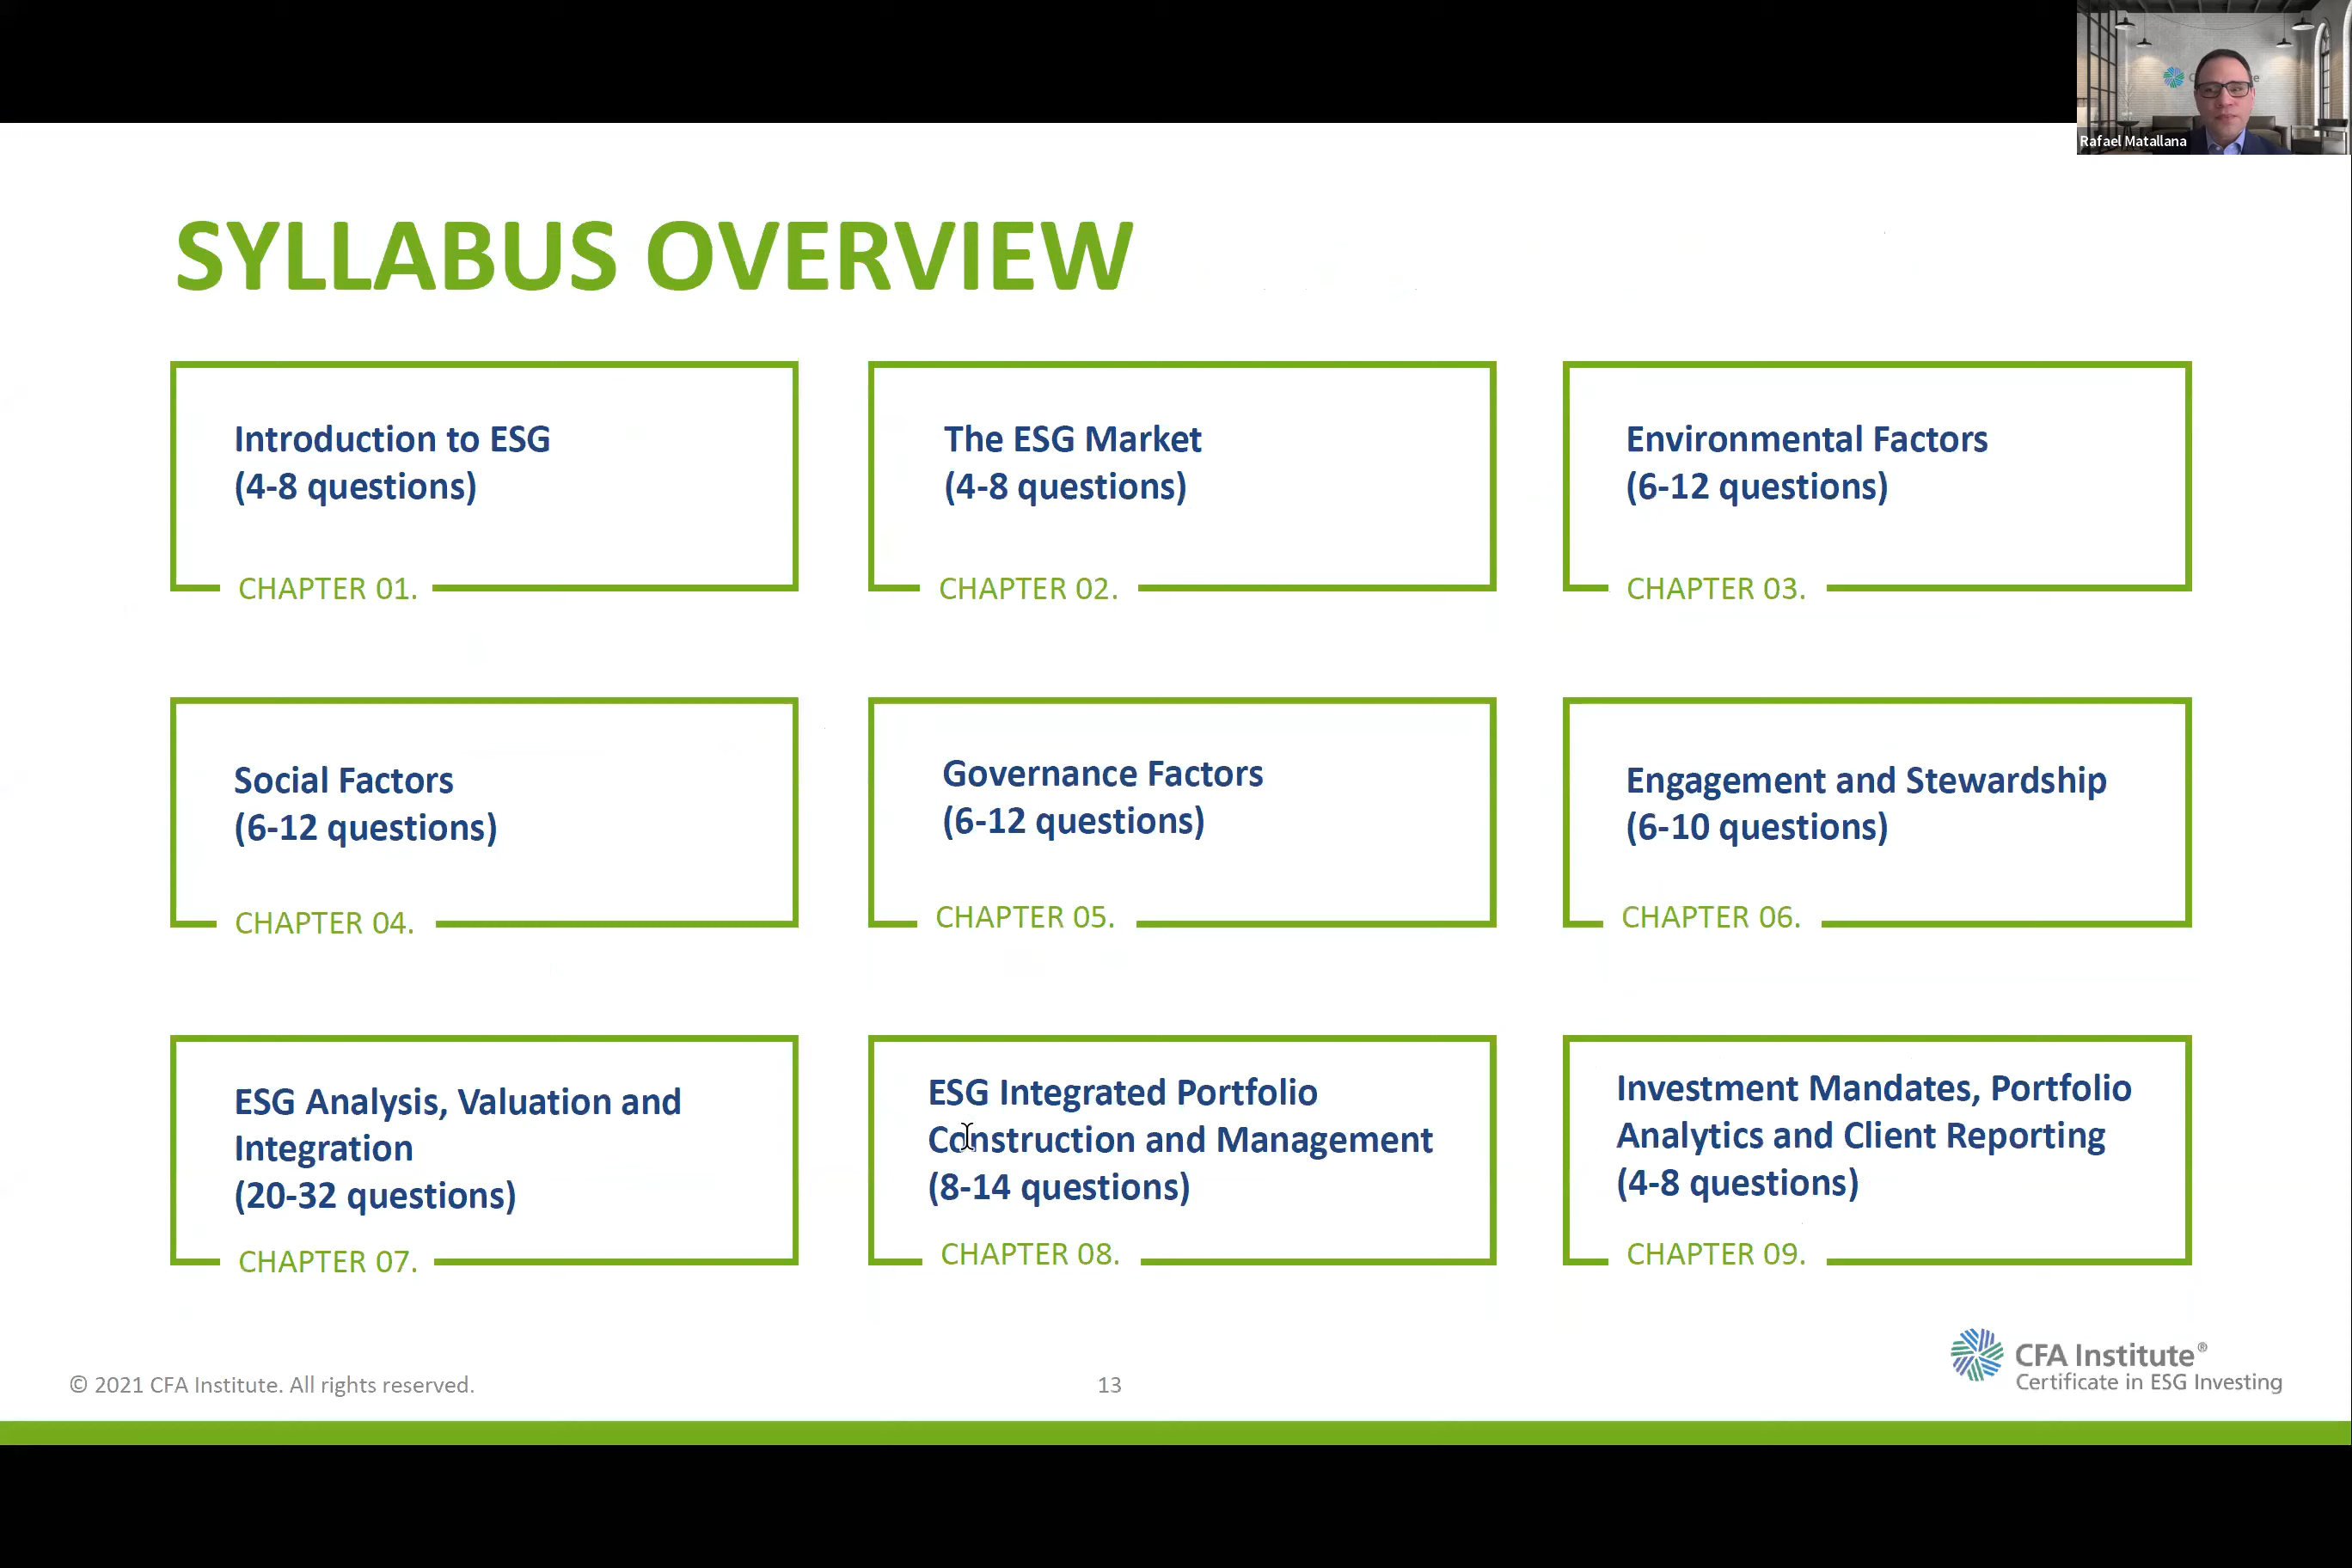 Rafael Matallana
SYLLABUS OVERVIEW
Introduction to ESG
(4-8 questions)
CHAPTER 01.
The ESG Market
(4-8 questions)
CHAPTER 02.
Environmental Factors
(6-12 questions)
CHAPTER 03.
Social Factors
(6-12 questions)
CHAPTER 04.
Governance Factors
(6-12 questions)
CHAPTER 05.
Engagement and Stewardship
(6-10 questions)
CHAPTER 06.
ESG Analysis, Valuation and
Integration
(20-32 questions)
CHAPTER 07.
ESG Integrated Portfolio
Construction and Management
(8-14 questions)
CHAPTER 08.
Investment Mandates, Portfolio
Analytics and Client Reporting
(4-8 questions)
CHAPTER 09.
© 2021 CFA Institute. All rights reserved.
13
CFA Institute®
Certificate in ESG Investing